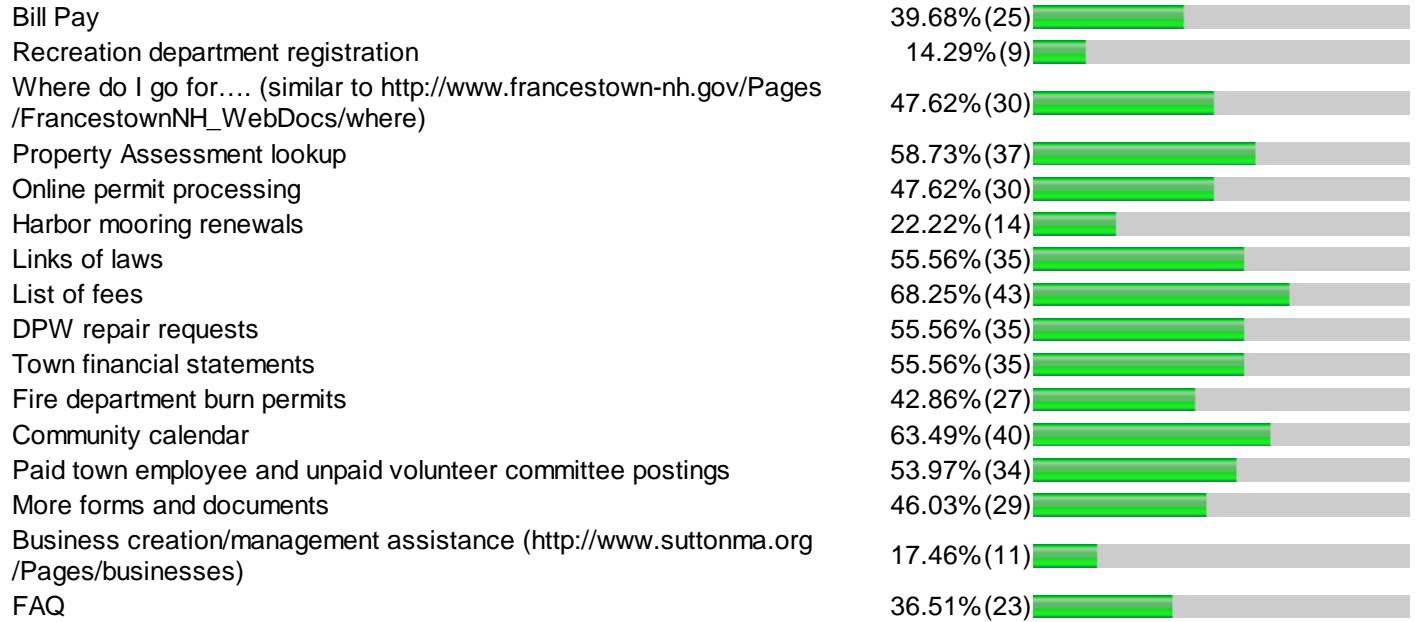 Bill Pay 39.68% (25)
Recreation department registration 14.29% (9)
Where do I go for…. (similar to http://www.francestown-nh.gov/Pages
/FrancestownNH_WebDocs/where) 47.62% (30)
Property Assessment lookup 58.73% (37)
Online permit processing 47.62% (30)
Harbor mooring renewals 22.22% (14)
Links of laws 55.56% (35)
List of fees 68.25% (43)
DPW repair requests 55.56% (35)
Town financial statements 55.56% (35)
Fire department burn permits 42.86% (27)
Community calendar 63.49% (40)
Paid town employee and unpaid volunteer committee postings 53.97% (34)
More forms and documents 46.03% (29)
Business creation/management assistance (http://www.suttonma.org
/Pages/businesses) 17.46% (11)
FAQ 36.51% (23)